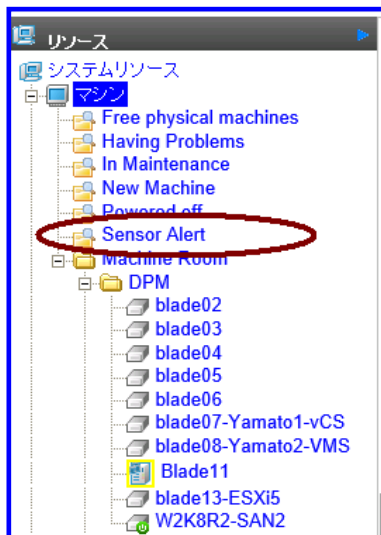 リソース
システムリソース
マシン
Free physical machines
Having Problems
In Maintenance
New Machine
Powered off
Sensor Alert
Machine Room
DPM
blade02
blade03
blade04
blade05
blade06
blade07-Yamato1-vCS
blade08-Yamato2-VMS
Blade11
blade13-ESXi5
W2K8R2-SAN2